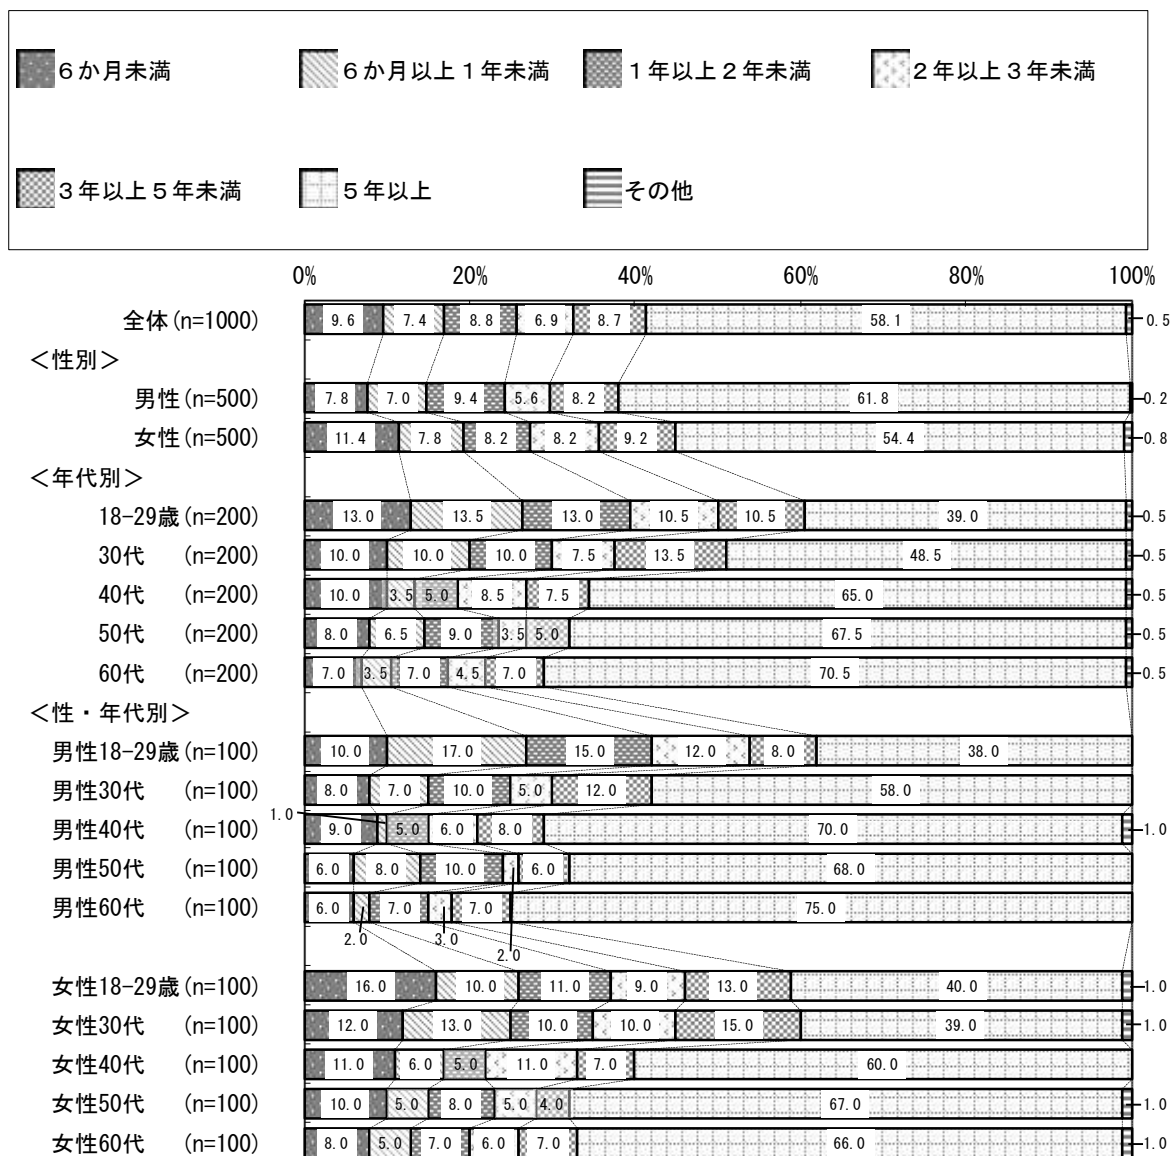 ６か月未満 ６か月以上１年未満 １年以上２年未満 ２年以上３年未満
３年以上５年未満 ５年以上 その他
0% 20% 40% 60% 80% 100%
全体(n=1000) 9.6 7.4 8.8 6.9 8.7 58.1 0.5
＜性別＞
男性(n=500) 7.8 7.0 9.4 5.6 8.2 61.8 0.2
女性(n=500) 11.4 7.8 8.2 8.2 9.2 54.4 0.8
＜年代別＞
18-29歳(n=200) 13.0 13.5 13.0 10.5 10.5 39.0 0.5
30代 (n=200) 10.0 10.0 10.0 7.5 13.5 48.5 0.5
40代 (n=200) 10.0 3.5 5.0 8.5 7.5 65.0 0.5
50代 (n=200) 8.0 6.5 9.0 3.5 5.0 67.5 0.5
60代 (n=200) 7.0 3.5 7.0 4.5 7.0 70.5 0.5
＜性・年代別＞
男性18-29歳(n=100) 10.0 17.0 15.0 12.0 8.0 38.0
男性30代 (n=100) 8.0 7.0 10.0 5.0 12.0 58.0
男性40代 (n=100) 9.0 1.0 5.0 6.0 8.0 70.0 1.0
男性50代 (n=100) 6.0 8.0 10.0 2.0 6.0 68.0
男性60代 (n=100) 6.0 2.0 7.0 3.0 7.0 75.0
女性18-29歳(n=100) 16.0 10.0 11.0 9.0 13.0 40.0 1.0
女性30代 (n=100) 12.0 13.0 10.0 10.0 15.0 39.0 1.0
女性40代 (n=100) 11.0 6.0 5.0 11.0 7.0 60.0
女性50代 (n=100) 10.0 5.0 8.0 5.0 4.0 67.0 1.0
女性60代 (n=100) 8.0 5.0 7.0 6.0 7.0 66.0 1.0